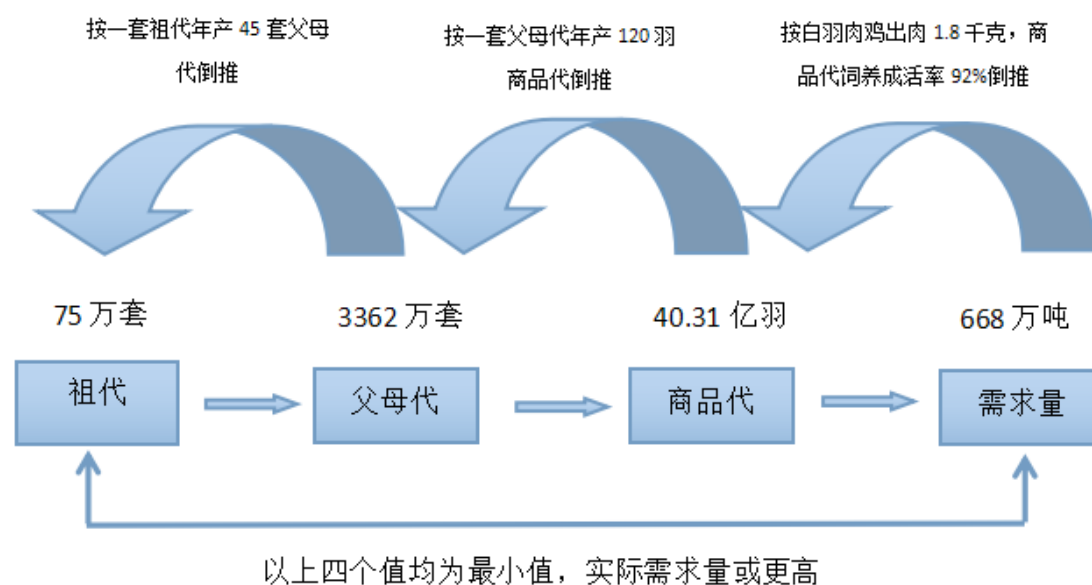 按一套祖代年产 45 套父母
代倒推
按一套父母代年产 120 羽
商品代倒推
按白羽肉鸡出肉 1.8 千克，商
品代饲养成活率 92%倒推
75 万套
3362 万套
40.31 亿羽
668 万吨
祖代
父母代
商品代
需求量
以上四个值均为最小值，实际需求量或更高